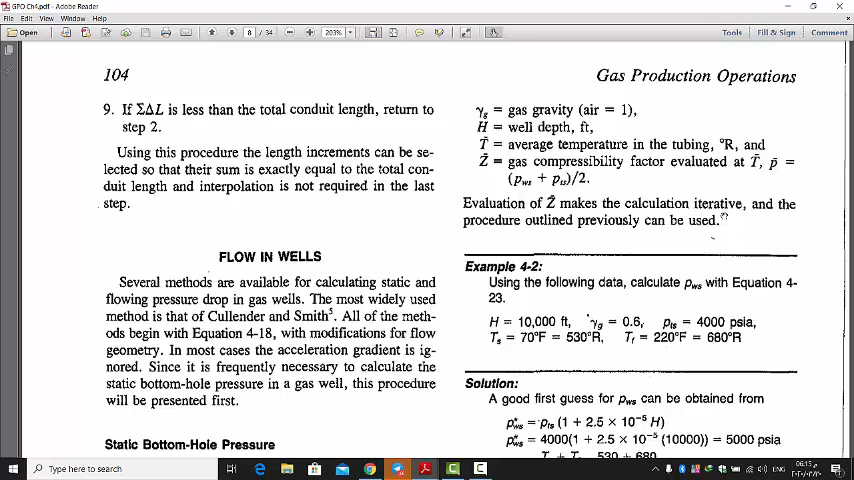 GPO Ch4.pdf - Adobe Reader
File Edit View Window Help
Open
8 / 34
203%
Tools Fill & Sign Comment
104
9. If ΣΔL is less than the total conduit length, return to
step 2.
Using this procedure the length increments can be se-
lected so that their sum is exactly equal to the total con-
duit length and interpolation is not required in the last
step.
FLOW IN WELLS
Several methods are available for calculating static and
flowing pressure drop in gas wells. The most widely used
method is that of Cullender and Smith⁵. All of the meth-
ods begin with Equation 4-18, with modifications for flow
geometry. In most cases the acceleration gradient is ig-
nored. Since it is frequently necessary to calculate the
static bottom-hole pressure in a gas well, this procedure
will be presented first.
Static Bottom-Hole Pressure
Gas Production Operations
γg = gas gravity (air = 1),
H = well depth, ft,
T̄ = average temperature in the tubing, °R, and
Z̄ = gas compressibility factor evaluated at T̄, p̄ =
(pws + pts)/2.
Evaluation of Z̄ makes the calculation iterative, and the
procedure outlined previously can be used.
Example 4-2:
Using the following data, calculate pws with Equation 4-
23.
H = 10,000 ft, γg = 0.6, pts = 4000 psia,
Ts = 70°F = 530°R, Tf = 220°F = 680°R
Solution:
A good first guess for pws can be obtained from
p*ws = pts (1 + 2.5 × 10⁻⁵ H)
p*ws = 4000(1 + 2.5 × 10⁻⁵ (10000)) = 5000 psia
530 + 680
Type here to search
ENG